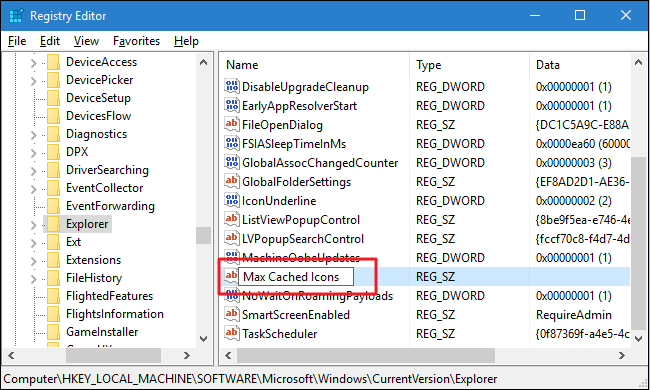 Registry Editor
File Edit View Favorites Help
DeviceAccess
DevicePicker
DeviceSetup
DevicesFlow
Diagnostics
DPX
DriverSearching
EventCollector
EventForwarding
Explorer
Ext
Extensions
FileHistory
FlightedFeatures
FlightsInformation
GameInstaller
Name Type Data
DisableUpgradeCleanup REG_DWORD 0x00000001 (1)
EarlyAppResolverStart REG_DWORD 0x00000001 (1)
FileOpenDialog REG_SZ {DC1C5A9C-E88A
FSIASleepTimeInMs REG_DWORD 0x0000ea60 (60000
GlobalAssocChangedCounter REG_DWORD 0x00000003 (3)
GlobalFolderSettings REG_SZ {EF8AD2D1-AE36-
IconUnderline REG_DWORD 0x00000002 (2)
ListViewPopupControl REG_SZ {8be9f5ea-e746-4e
LVPopupSearchControl REG_SZ {fccf70c8-f4d7-4d
MachineOobeUpdates REG_DWORD 0x00000001 (1)
Max Cached Icons REG_SZ
NoWaitOnRoamingPayloads REG_DWORD 0x00000001 (1)
SmartScreenEnabled REG_SZ RequireAdmin
TaskScheduler REG_SZ {0f87369f-a4e5-4c
Computer\HKEY_LOCAL_MACHINE\SOFTWARE\Microsoft\Windows\CurrentVersion\Explorer